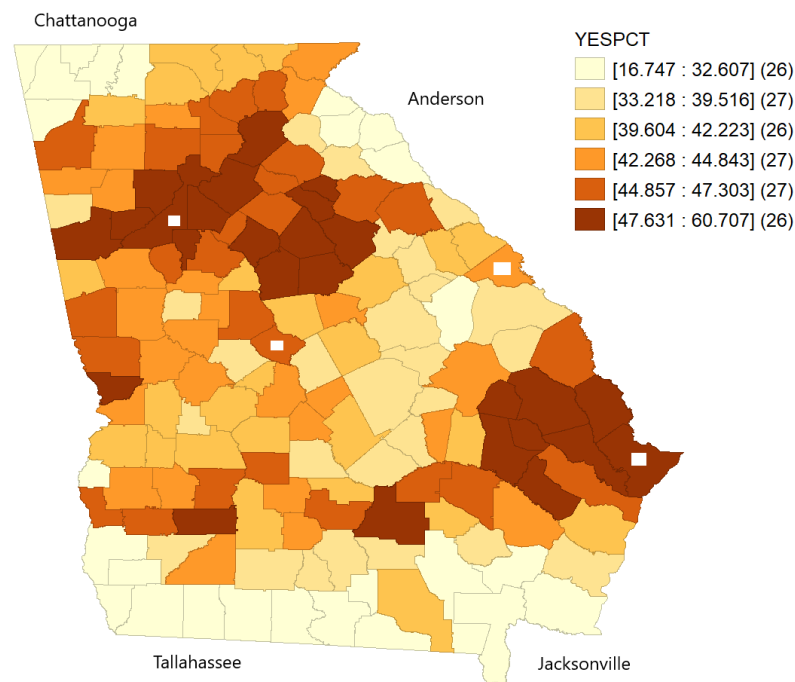 Chattanooga
Anderson
YESPCT
[16.747 : 32.607] (26)
[33.218 : 39.516] (27)
[39.604 : 42.223] (26)
[42.268 : 44.843] (27)
[44.857 : 47.303] (27)
[47.631 : 60.707] (26)
Tallahassee
Jacksonville